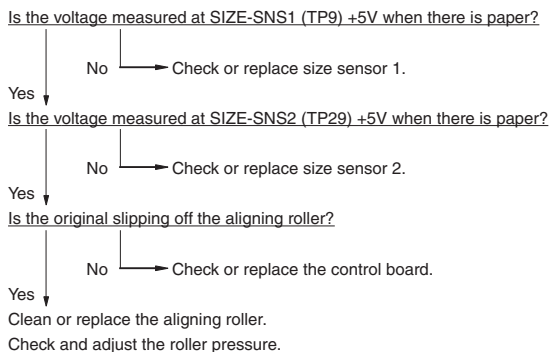 Is the voltage measured at SIZE-SNS1 (TP9) +5V when there is paper?
No
Check or replace size sensor 1.
Yes
Is the voltage measured at SIZE-SNS2 (TP29) +5V when there is paper?
No
Check or replace size sensor 2.
Yes
Is the original slipping off the aligning roller?
No
Check or replace the control board.
Yes
Clean or replace the aligning roller.
Check and adjust the roller pressure.